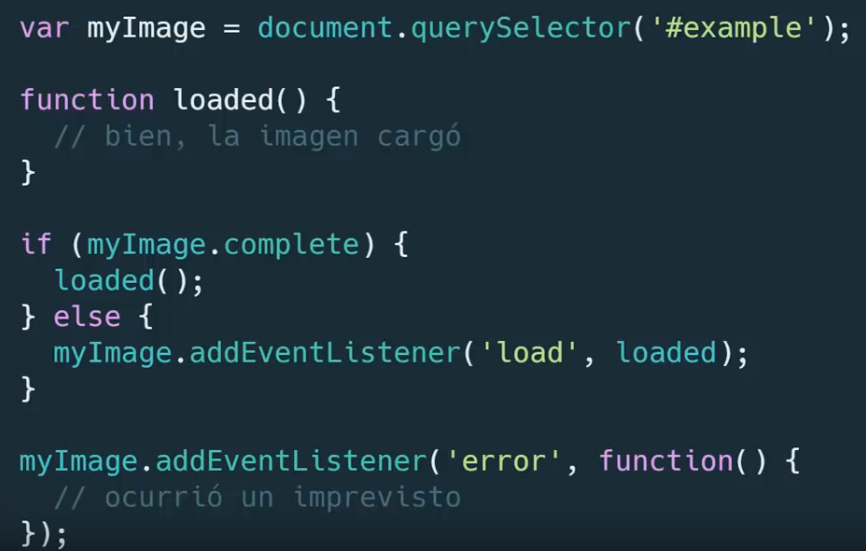 var myImage = document.querySelector('#example');
function loaded() {
// bien, la imagen cargó
}
if (myImage.complete) {
loaded();
} else {
myImage.addEventListener('load', loaded);
}
myImage.addEventListener('error', function() {
// ocurrió un imprevisto
});